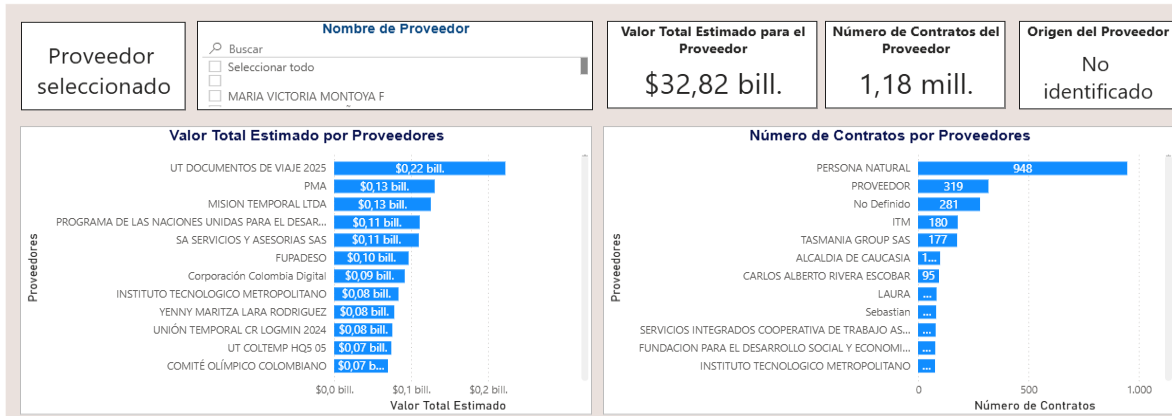 Proveedor
seleccionado
Nombre de Proveedor
Buscar
Seleccionar todo
MARIA VICTORIA MONTOYA F
Valor Total Estimado para el
Proveedor
$32,82 bill.
Número de Contratos del
Proveedor
1,18 mill.
Origen del Proveedor
No
identificado
Valor Total Estimado por Proveedores
Proveedores
UT DOCUMENTOS DE VIAJE 2025 $0,22 bill.
PMA $0,13 bill.
MISION TEMPORAL LTDA $0,13 bill.
PROGRAMA DE LAS NACIONES UNIDAS PARA EL DESAR... $0,11 bill.
SA SERVICIOS Y ASESORIAS SAS $0,11 bill.
FUPADESO $0,10 bill.
Corporación Colombia Digital $0,09 bill.
INSTITUTO TECNOLOGICO METROPOLITANO $0,08 bill.
YENNY MARITZA LARA RODRIGUEZ $0,08 bill.
UNIÓN TEMPORAL CR LOGMIN 2024 $0,08 bill.
UT COLTEMP HQ5 05 $0,07 bill.
COMITÉ OLÍMPICO COLOMBIANO $0,07 b...
$0,0 bill. $0,1 bill. $0,2 bill.
Valor Total Estimado
Número de Contratos por Proveedores
Proveedores
PERSONA NATURAL 948
PROVEEDOR 319
No Definido 281
ITM 180
TASMANIA GROUP SAS 177
ALCALDIA DE CAUCASIA 1...
CARLOS ALBERTO RIVERA ESCOBAR 95
LAURA ...
Sebastian ...
SERVICIOS INTEGRADOS COOPERATIVA DE TRABAJO AS... ...
FUNDACION PARA EL DESARROLLO SOCIAL Y ECONOMI... ...
INSTITUTO TECNOLOGICO METROPOLITANO ...
0 500 1.000
Número de Contratos